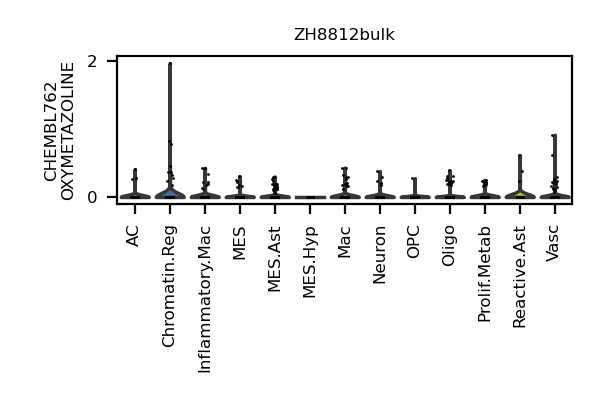 ZH8812bulk
CHEMBL762
OXYMETAZOLINE
2
0
AC
Chromatin.Reg
Inflammatory.Mac
MES
MES.Ast
MES.Hyp
Mac
Neuron
OPC
Oligo
Prolif.Metab
Reactive.Ast
Vasc